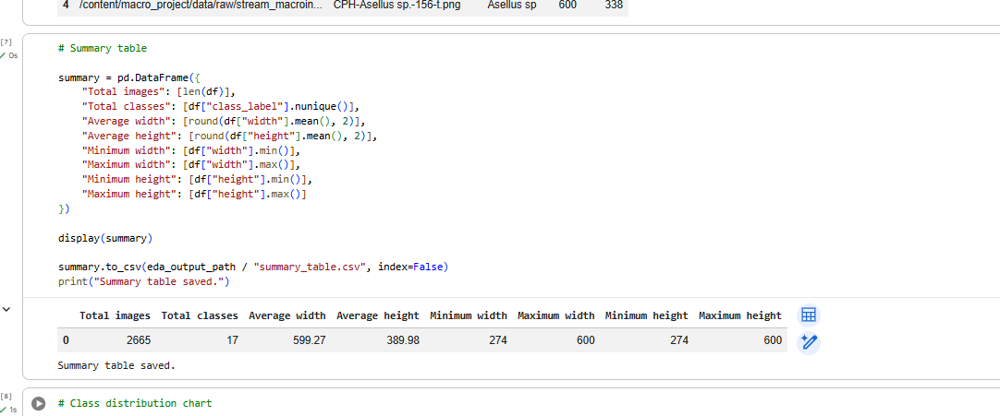 4 /content/macro_project/data/raw/stream_macroin... CPH-Asellus sp.-156-t.png Asellus sp 600 338
[7]
0s
# Summary table
summary = pd.DataFrame({
"Total images": [len(df)],
"Total classes": [df["class_label"].nunique()],
"Average width": [round(df["width"].mean(), 2)],
"Average height": [round(df["height"].mean(), 2)],
"Minimum width": [df["width"].min()],
"Maximum width": [df["width"].max()],
"Minimum height": [df["height"].min()],
"Maximum height": [df["height"].max()]
})
display(summary)
summary.to_csv(eda_output_path / "summary_table.csv", index=False)
print("Summary table saved.")
Total images Total classes Average width Average height Minimum width Maximum width Minimum height Maximum height
0 2665 17 599.27 389.98 274 600 274 600
Summary table saved.
[8]
1s
# Class distribution chart